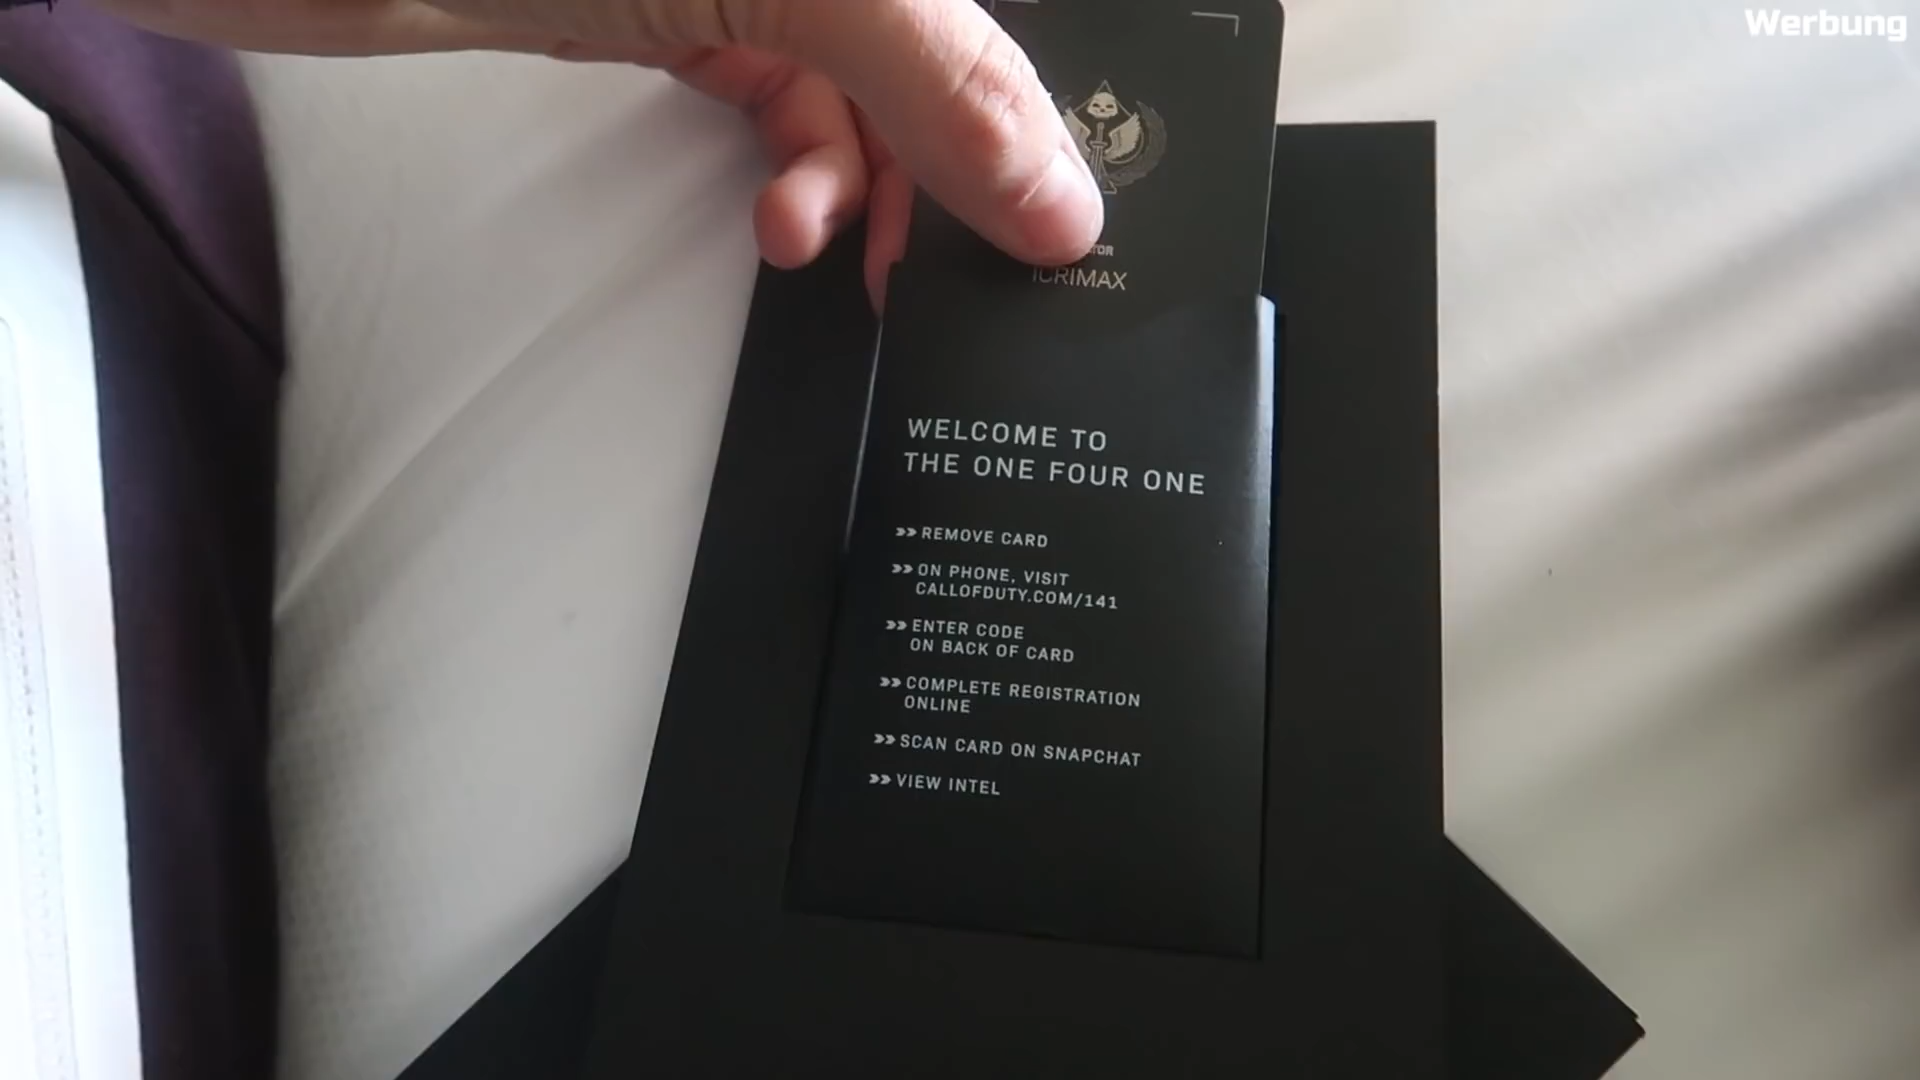 Werbung
ICRIMAX
WELCOME TO
THE ONE FOUR ONE
»» REMOVE CARD
»» ON PHONE, VISIT
CALLOFDUTY.COM/141
»» ENTER CODE
ON BACK OF CARD
»» COMPLETE REGISTRATION
ONLINE
»» SCAN CARD ON SNAPCHAT
»» VIEW INTEL